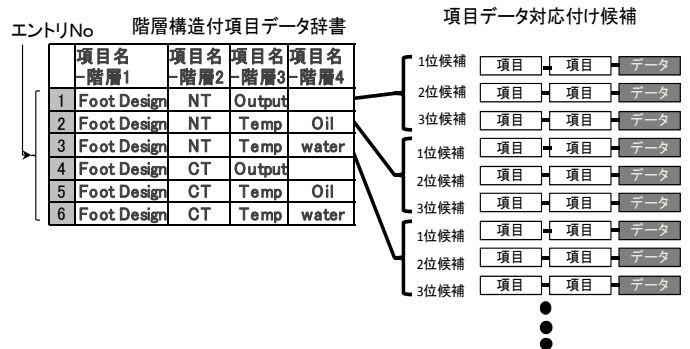 エントリNo
階層構造付項目データ辞書
項目データ対応付け候補
項目名-階層1 項目名-階層2 項目名-階層3 項目名-階層4
1 Foot Design NT Output
2 Foot Design NT Temp Oil
3 Foot Design NT Temp water
4 Foot Design CT Output
5 Foot Design CT Temp Oil
6 Foot Design CT Temp water
1位候補 項目 項目 データ
2位候補 項目 項目 データ
3位候補 項目 項目 データ
1位候補 項目 項目 データ
2位候補 項目 項目 データ
3位候補 項目 項目 データ
1位候補 項目 項目 データ
2位候補 項目 項目 データ
3位候補 項目 項目 データ